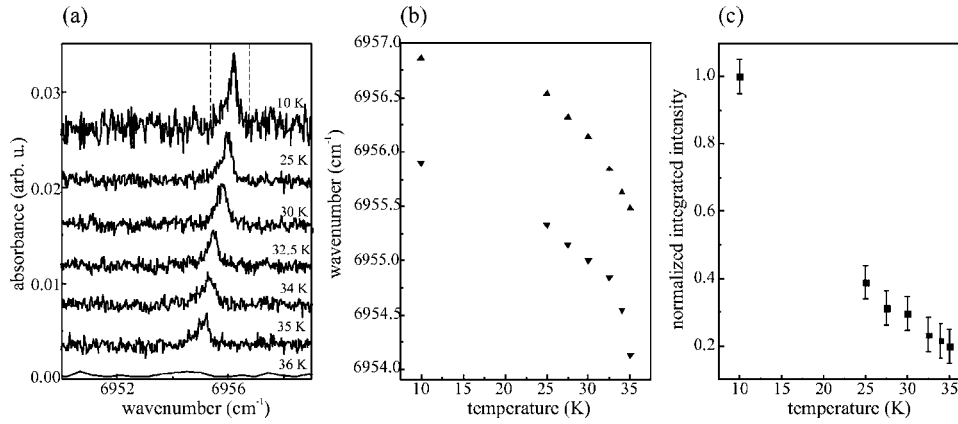 (a)
0.03
0.02
0.01
0.00
absorbance (arb. u.)
10 K
25 K
30 K
32.5 K
34 K
35 K
36 K
6952
6956
wavenumber (cm⁻¹)
(b)
6957.0
6956.5
6956.0
6955.5
6955.0
6954.5
6954.0
wavenumber (cm⁻¹)
10
15
20
25
30
35
temperature (K)
(c)
1.0
0.8
0.6
0.4
0.2
normalized integrated intensity
10
15
20
25
30
35
temperature (K)